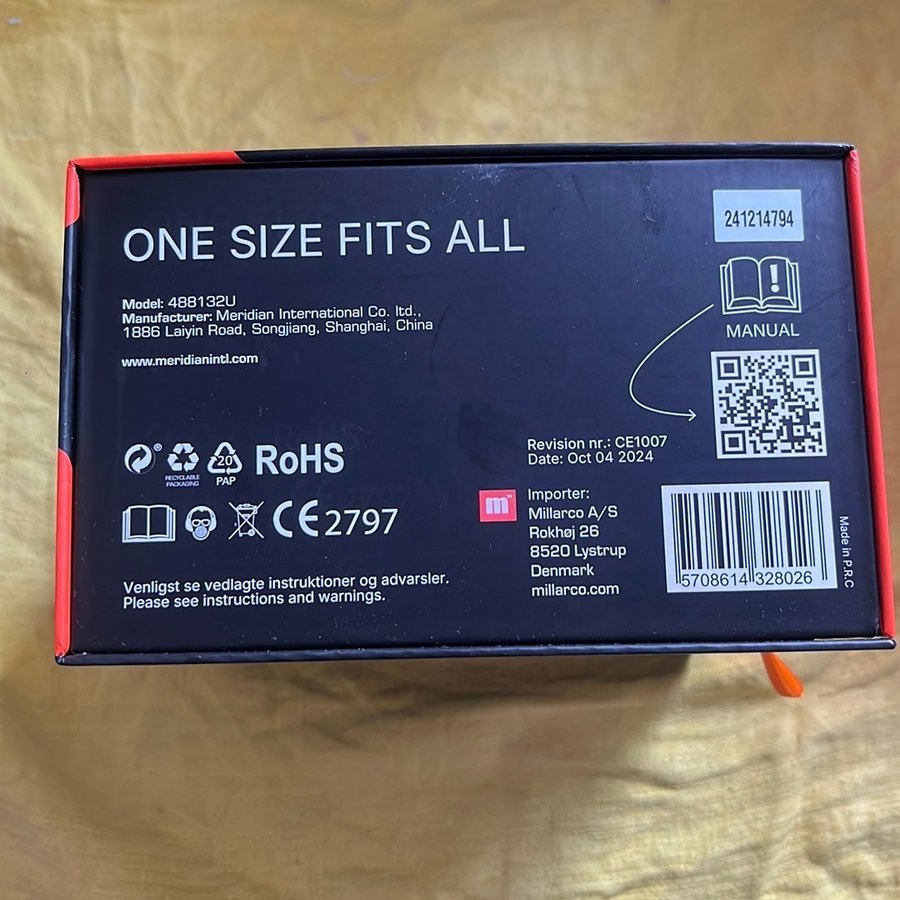 ONE SIZE FITS ALL
241214794
Model: 488132U
Manufacturer: Meridian International Co. ltd.,
1886 Laiyin Road, Songjiang, Shanghai, China
www.meridianintl.com
MANUAL
Revision nr.: CE1007
Date: Oct 04 2024
RECYCLABLE
PACKAGING
20
PAP
RoHS
CE 2797
m
Importer:
Millarco A/S
Rokhøj 26
8520 Lystrup
Denmark
millarco.com
5708614 328026
Made in P.R.C
Venligst se vedlagte instruktioner og advarsler.
Please see instructions and warnings.